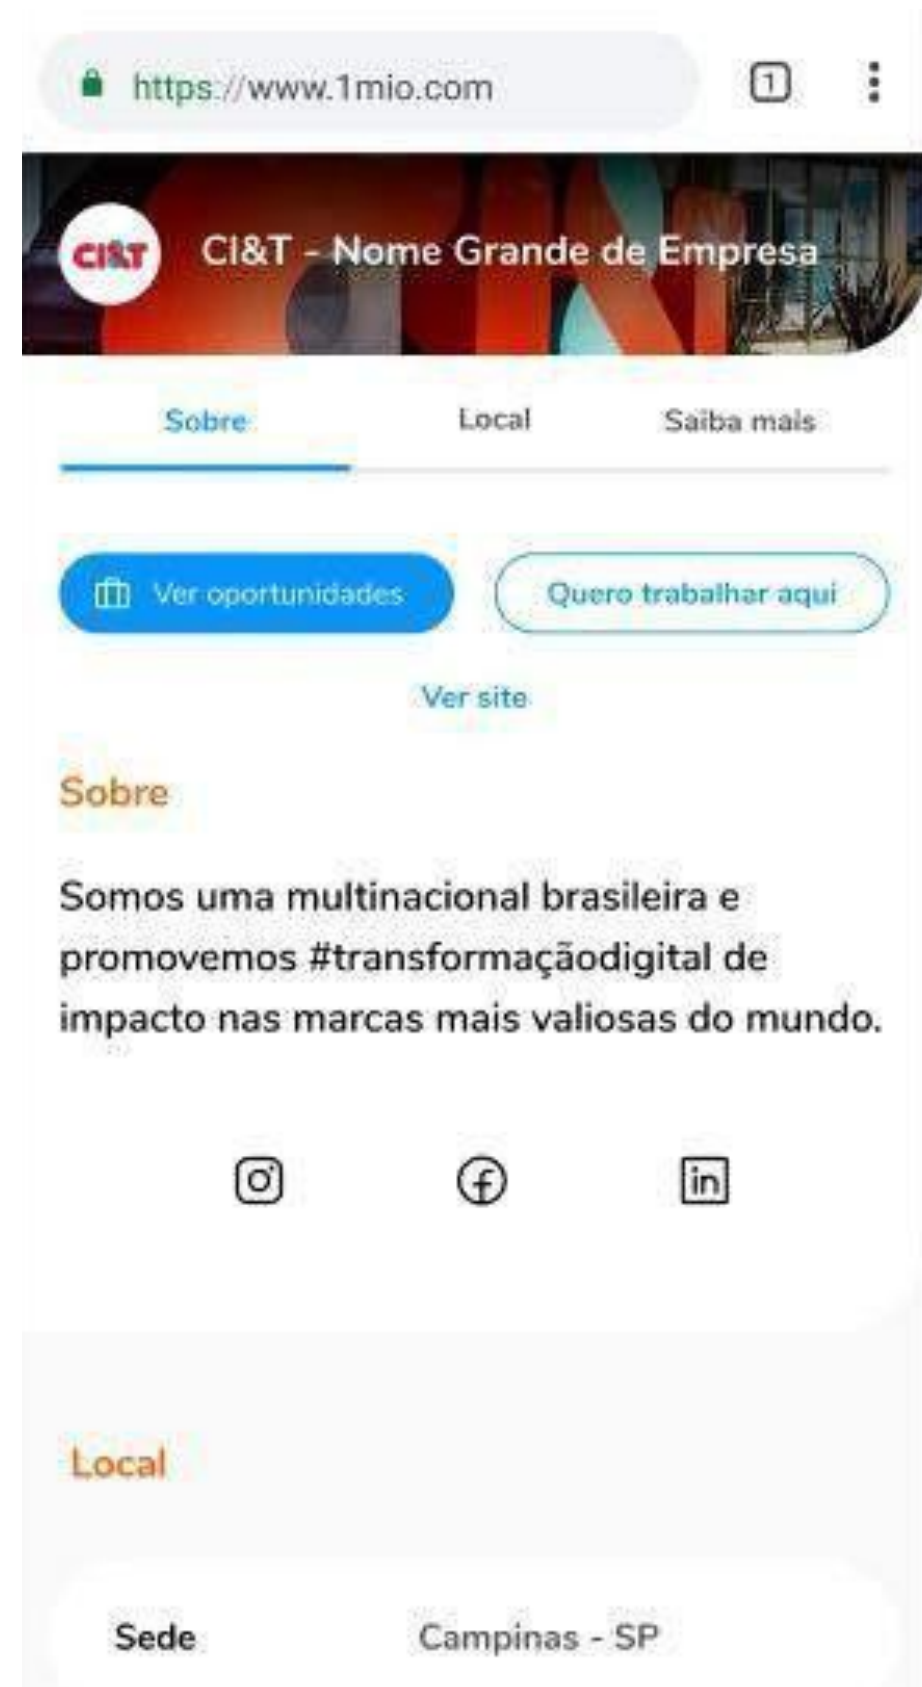 https://www.1mio.com
1
CI&T
CI&T - Nome Grande de Empresa
Sobre Local Saiba mais
Ver oportunidades Quero trabalhar aqui
Ver site
Sobre
Somos uma multinacional brasileira e
promovemos #transformaçãodigital de
impacto nas marcas mais valiosas do mundo.
in
Local
Sede Campinas - SP